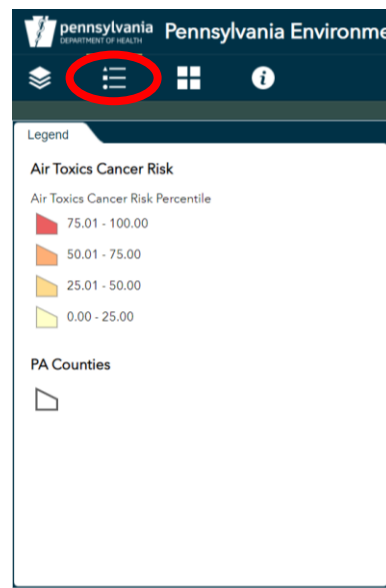 pennsylvania Pennsylvania Environme
DEPARTMENT OF HEALTH
Legend
Air Toxics Cancer Risk
Air Toxics Cancer Risk Percentile
75.01 - 100.00
50.01 - 75.00
25.01 - 50.00
0.00 - 25.00
PA Counties